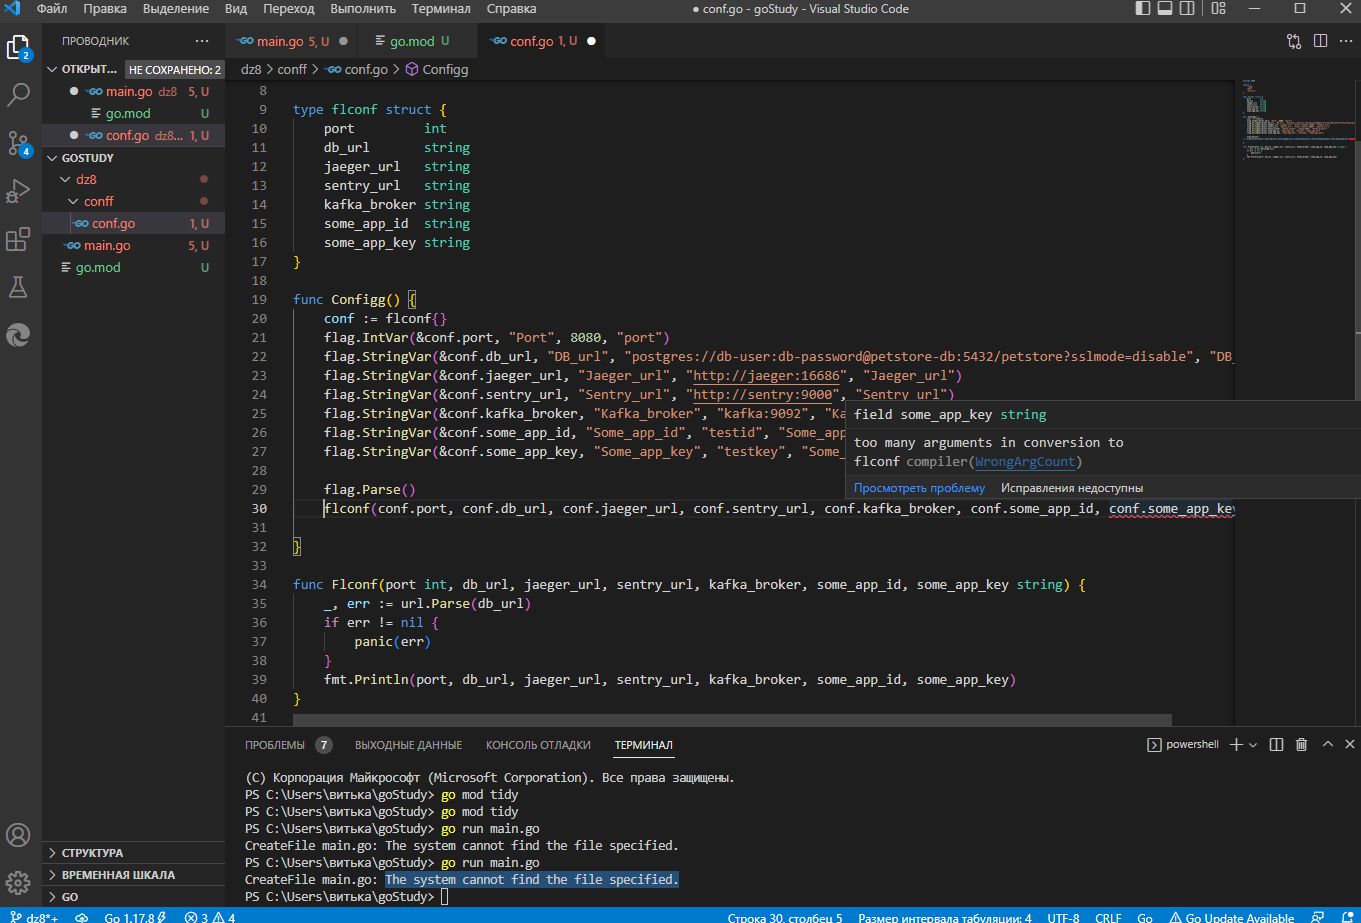 Файл Правка Выделение Вид Переход Выполнить Терминал Справка ● conf.go - goStudy - Visual Studio Code
ПРОВОДНИК ···
ОТКРЫТ... НЕ СОХРАНЕНО: 2
main.go dz8 5, U
go.mod U
conf.go dz8... 1, U
GOSTUDY
dz8
conff
conf.go 1, U
main.go 5, U
go.mod U
СТРУКТУРА
ВРЕМЕННАЯ ШКАЛА
GO
2
4
main.go 5, U ● go.mod U conf.go 1, U ●
dz8 > conff > conf.go > Configg
8
9 type flconf struct {
10 port int
11 db_url string
12 jaeger_url string
13 sentry_url string
14 kafka_broker string
15 some_app_id string
16 some_app_key string
17 }
18
19 func Configg() {
20 conf := flconf{}
21 flag.IntVar(&conf.port, "Port", 8080, "port")
22 flag.StringVar(&conf.db_url, "DB_url", "postgres://db-user:db-password@petstore-db:5432/petstore?sslmode=disable", "DB_
23 flag.StringVar(&conf.jaeger_url, "Jaeger_url", "http://jaeger:16686", "Jaeger_url")
24 flag.StringVar(&conf.sentry_url, "Sentry_url", "http://sentry:9000", "Sentry_url")
25 flag.StringVar(&conf.kafka_broker, "Kafka_broker", "kafka:9092", "Ka
26 flag.StringVar(&conf.some_app_id, "Some_app_id", "testid", "Some_app
27 flag.StringVar(&conf.some_app_key, "Some_app_key", "testkey", "Some_
28
29 flag.Parse()
30 flconf(conf.port, conf.db_url, conf.jaeger_url, conf.sentry_url, conf.kafka_broker, conf.some_app_id, conf.some_app_key
31
32 }
33
34 func Flconf(port int, db_url, jaeger_url, sentry_url, kafka_broker, some_app_id, some_app_key string) {
35 _, err := url.Parse(db_url)
36 if err != nil {
37 panic(err)
38 }
39 fmt.Println(port, db_url, jaeger_url, sentry_url, kafka_broker, some_app_id, some_app_key)
40 }
41
field some_app_key string
too many arguments in conversion to
flconf compiler(WrongArgCount)
Просмотреть проблему Исправления недоступны
ПРОБЛЕМЫ 7 ВЫХОДНЫЕ ДАННЫЕ КОНСОЛЬ ОТЛАДКИ ТЕРМИНАЛ powershell
(C) Корпорация Майкрософт (Microsoft Corporation). Все права защищены.
PS C:\Users\витька\goStudy> go mod tidy
PS C:\Users\витька\goStudy> go mod tidy
PS C:\Users\витька\goStudy> go run main.go
CreateFile main.go: The system cannot find the file specified.
PS C:\Users\витька\goStudy> go run main.go
CreateFile main.go: The system cannot find the file specified.
PS C:\Users\витька\goStudy>
dz8*+ Go 1.17.8 3 4 Строка 30, столбец 5 Размер интервала табуляции: 4 UTF-8 CRLF Go Go Update Available